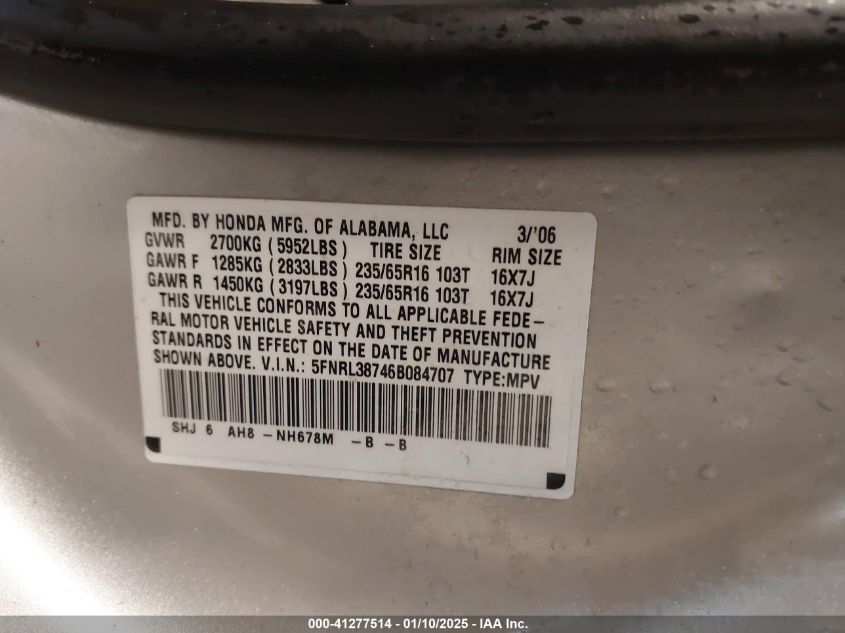 MFD. BY HONDA MFG. OF ALABAMA, LLC 3/'06
GVWR 2700KG (5952LBS) TIRE SIZE RIM SIZE
GAWR F 1285KG (2833LBS) 235/65R16 103T 16X7J
GAWR R 1450KG (3197LBS) 235/65R16 103T 16X7J
THIS VEHICLE CONFORMS TO ALL APPLICABLE FEDE-
RAL MOTOR VEHICLE SAFETY AND THEFT PREVENTION
STANDARDS IN EFFECT ON THE DATE OF MANUFACTURE
SHOWN ABOVE. V.I.N.: 5FNRL38746B084707 TYPE:MPV
SHJ 6 AH8 -NH678M -B -B
000-41277514 - 01/10/2025 - IAA Inc.